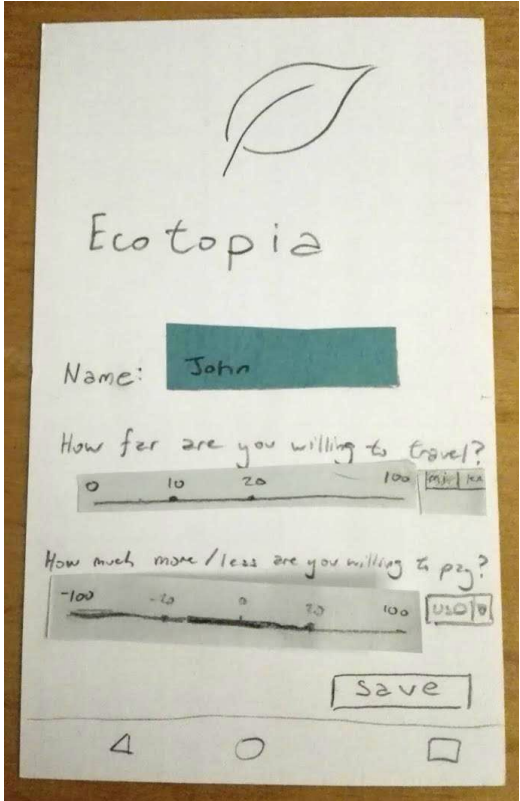 Ecotopia
Name: John
How far are you willing to travel?
0 10 20 100
How much more/less are you willing to pay?
-100 -20 0 20 100 USD
Save